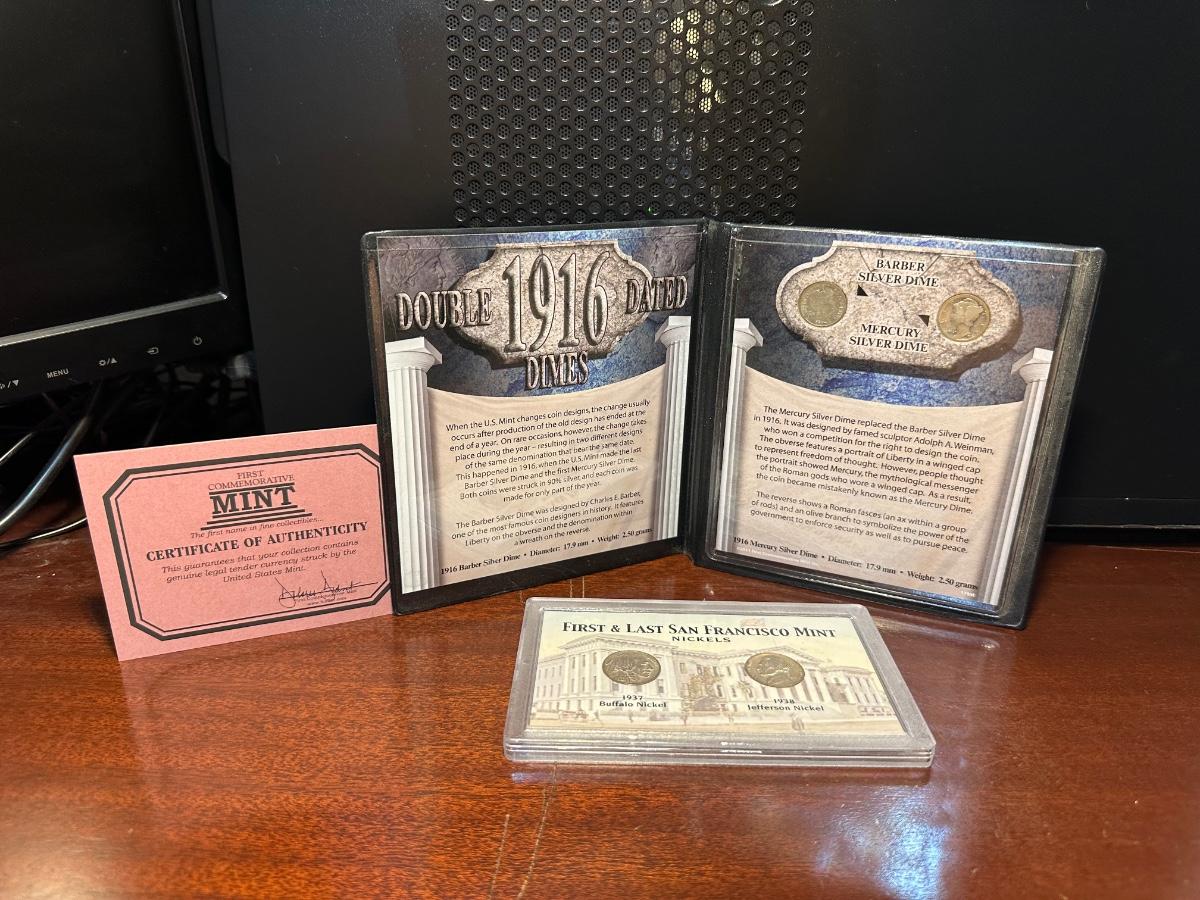 MENU
FIRST
COMMEMORATIVE
MINT
The first name in fine collectibles...
CERTIFICATE OF AUTHENTICITY
This guarantees that your collection contains
genuine legal tender currency struck by the
United States Mint.
DOUBLE 1916 DATED
DIMES
When the U.S. Mint changes coin designs, the change usually
occurs after production of the old design has ended at the
end of a year. On rare occasions, however, the change takes
place during the year – resulting in two different designs
of the same denomination that bear the same date.
This happened in 1916, when the U.S. Mint made the last
Barber Silver Dime and the first Mercury Silver Dime.
Both coins were struck in 90% silver, and each coin was
made for only part of the year.
The Barber Silver Dime was designed by Charles E. Barber,
one of the most famous coin designers in history. It features
Liberty on the obverse and the denomination within
a wreath on the reverse.
1916 Barber Silver Dime • Diameter: 17.9 mm • Weight: 2.50 grams
BARBER
SILVER DIME
MERCURY
SILVER DIME
The Mercury Silver Dime replaced the Barber Silver Dime
in 1916. It was designed by famed sculptor Adolph A. Weinman,
who won a competition for the right to design the coin.
The obverse features a portrait of Liberty in a winged cap
to represent freedom of thought. However, people thought
the portrait showed Mercury, the mythological messenger
of the Roman gods who wore a winged cap. As a result,
the coin became mistakenly known as the Mercury Dime.
The reverse shows a Roman fasces (an ax within a group
of rods) and an olive branch to symbolize the power of the
government to enforce security as well as to pursue peace.
1916 Mercury Silver Dime • Diameter: 17.9 mm • Weight: 2.50 grams
FIRST & LAST SAN FRANCISCO MINT
NICKELS
1937
Buffalo Nickel
1938
Jefferson Nickel